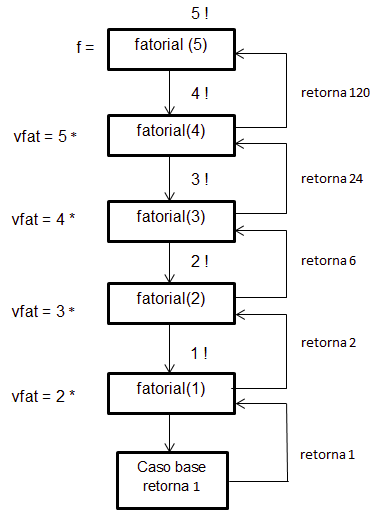 5 !
f = fatorial (5)
4 !
retorna 120
vfat = 5 * fatorial(4)
3 !
retorna 24
vfat = 4 * fatorial(3)
2 !
retorna 6
vfat = 3 * fatorial(2)
1 !
retorna 2
vfat = 2 * fatorial(1)
retorna 1
Caso base
retorna 1